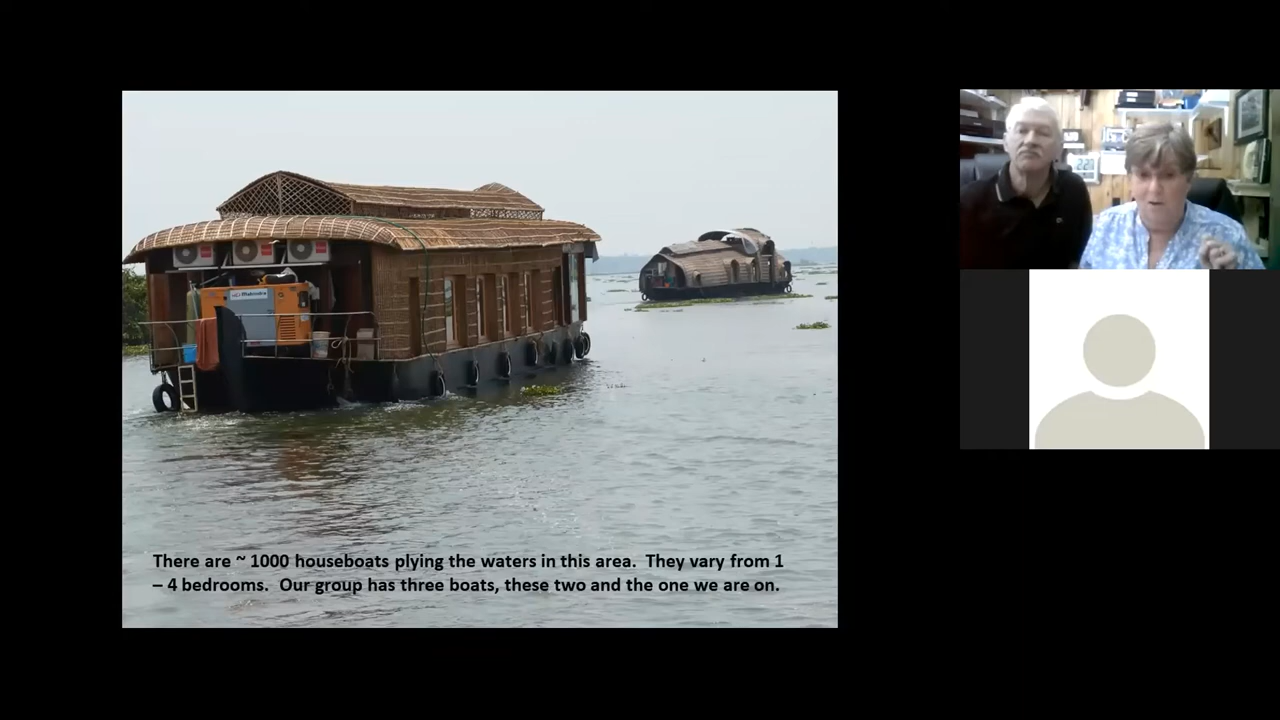 Mahindra
There are ~ 1000 houseboats plying the waters in this area.  They vary from 1
– 4 bedrooms.  Our group has three boats, these two and the one we are on.